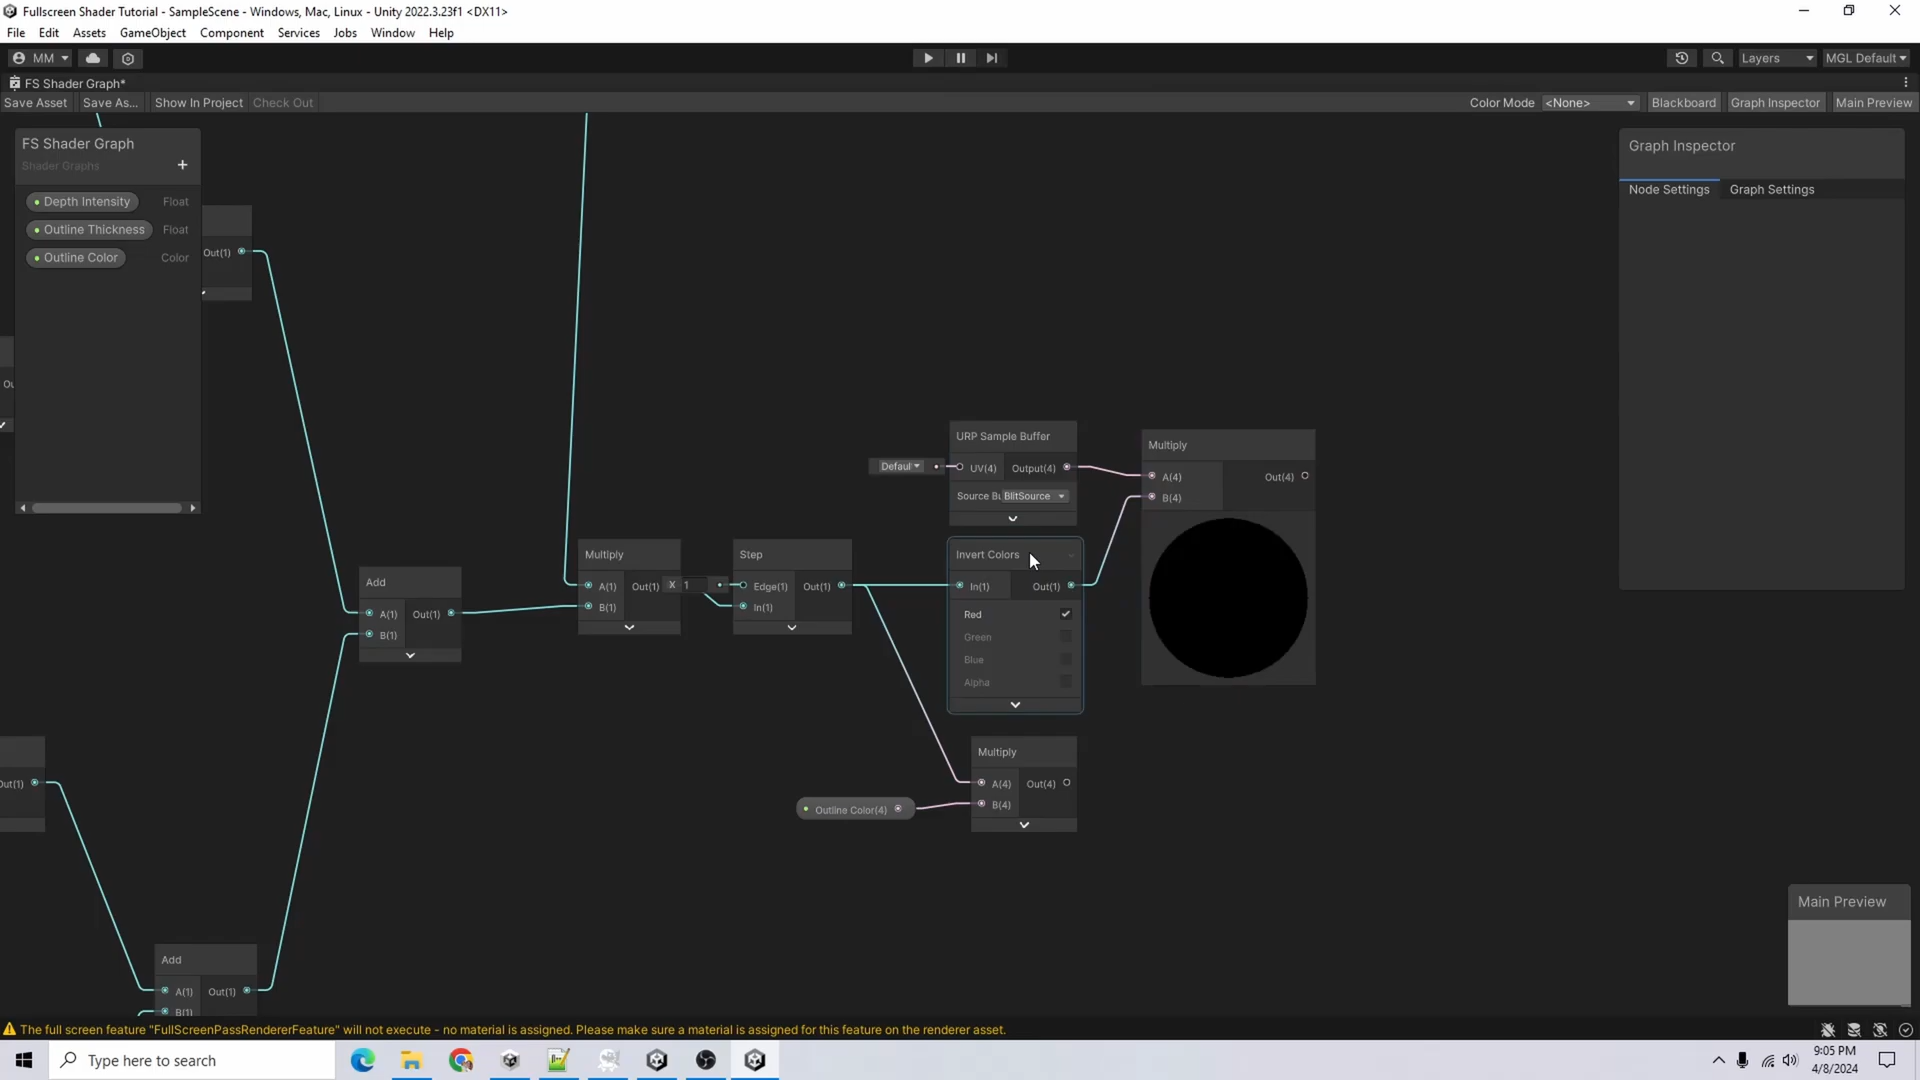 Fullscreen Shader Tutorial - SampleScene - Windows, Mac, Linux - Unity 2022.3.23f1 <DX11>
File Edit Assets GameObject Component Services Jobs Window Help
MM
Layers
MGL Default
FS Shader Graph*
Save Asset Save As... Show In Project Check Out
Color Mode <None> Blackboard Graph Inspector Main Preview
FS Shader Graph
Shader Graphs
+
Depth Intensity Float
Outline Thickness Float
Outline Color Color
Out(1)
Graph Inspector
Node Settings Graph Settings
URP Sample Buffer
Defaul
UV(4) Output(4)
BlitSource
Multiply
A(4) Out(4)
B(4)
Multiply
A(1) Out(1)
B(1)
X 1
Step
Edge(1) Out(1)
In(1)
Invert Colors
In(1) Out(1)
Red
Green
Blue
Alpha
Add
A(1) Out(1)
B(1)
Multiply
A(4) Out(4)
B(4)
Outline Color(4)
Add
A(1) Out(1)
B(1)
Main Preview
The full screen feature "FullScreenPassRendererFeature" will not execute - no material is assigned. Please make sure a material is assigned for this feature on the renderer asset.
Type here to search
9:05 PM
4/8/2024